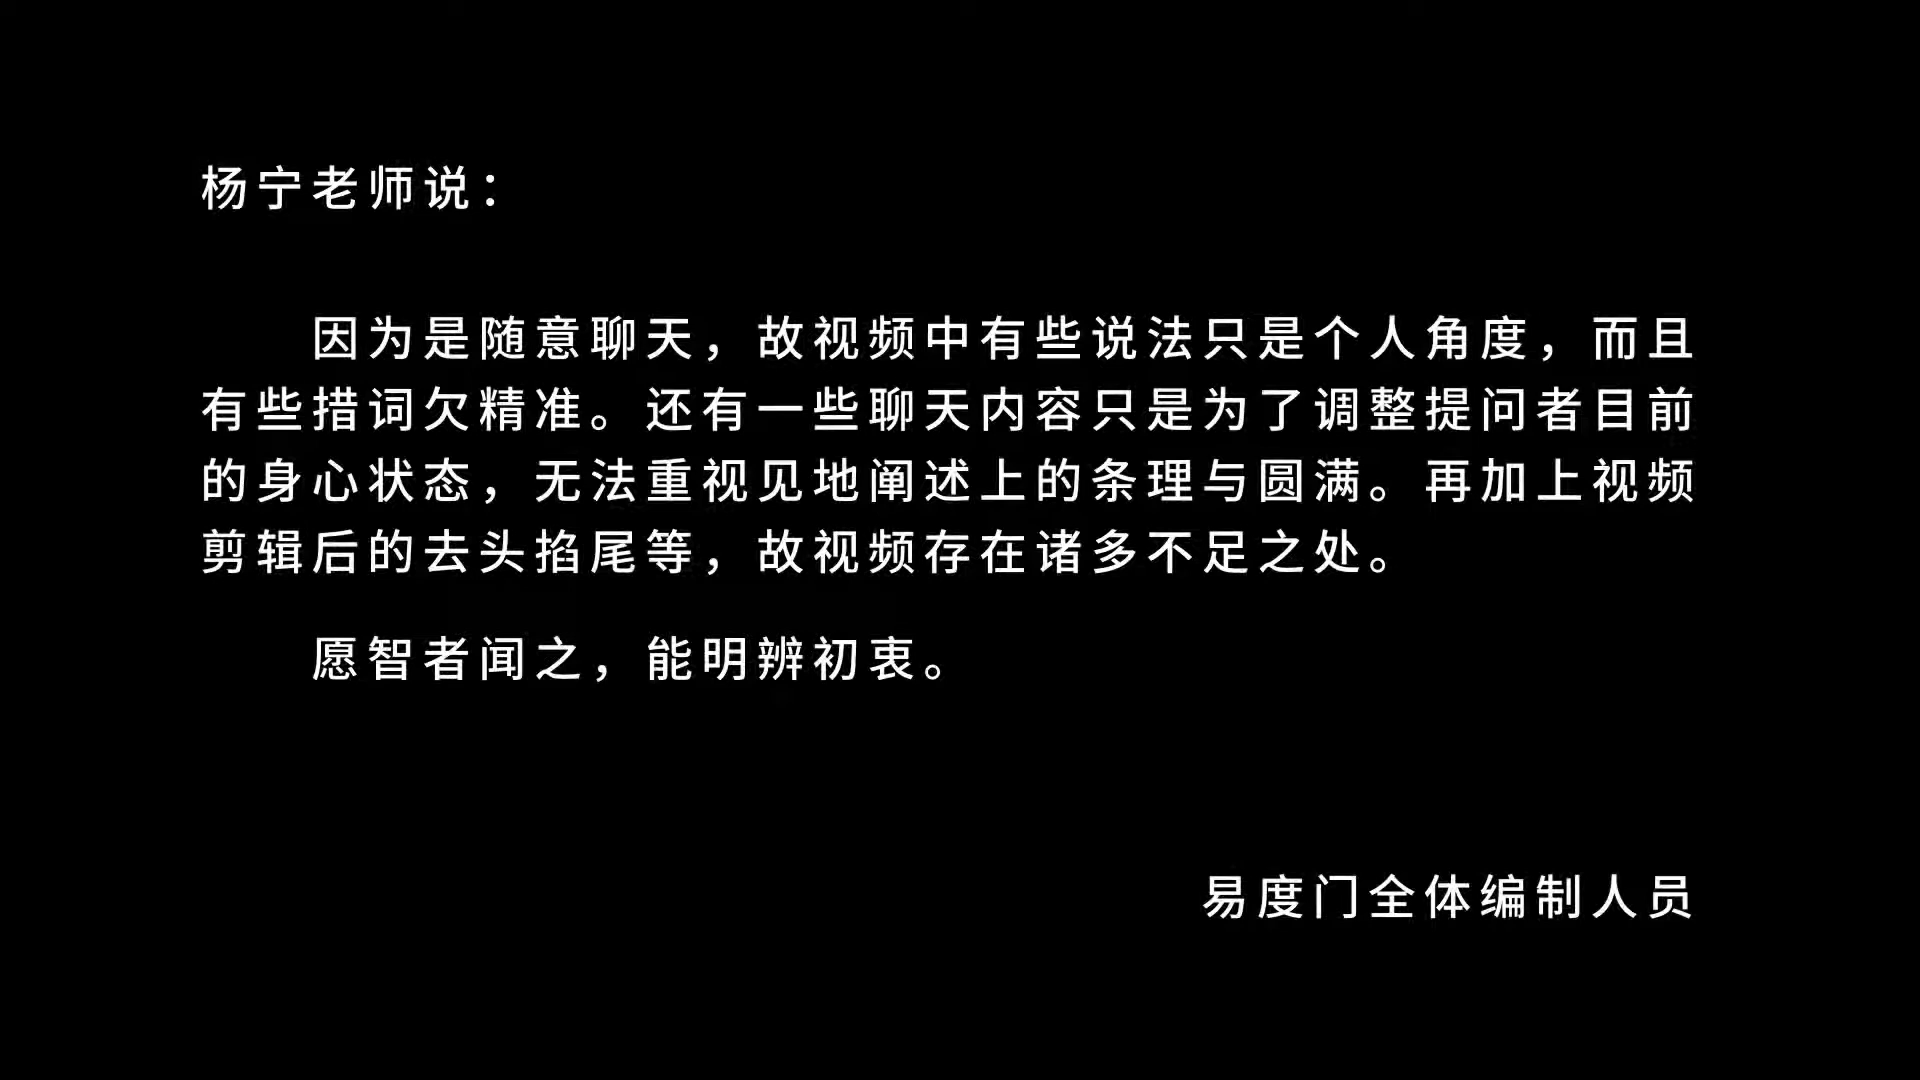 杨宁老师说：
因为是随意聊天，故视频中有些说法只是个人角度，而且
有些措词欠精准。还有一些聊天内容只是为了调整提问者目前
的身心状态，无法重视见地阐述上的条理与圆满。再加上视频
剪辑后的去头掐尾等，故视频存在诸多不足之处。
愿智者闻之，能明辨初衷。
易度门全体编制人员